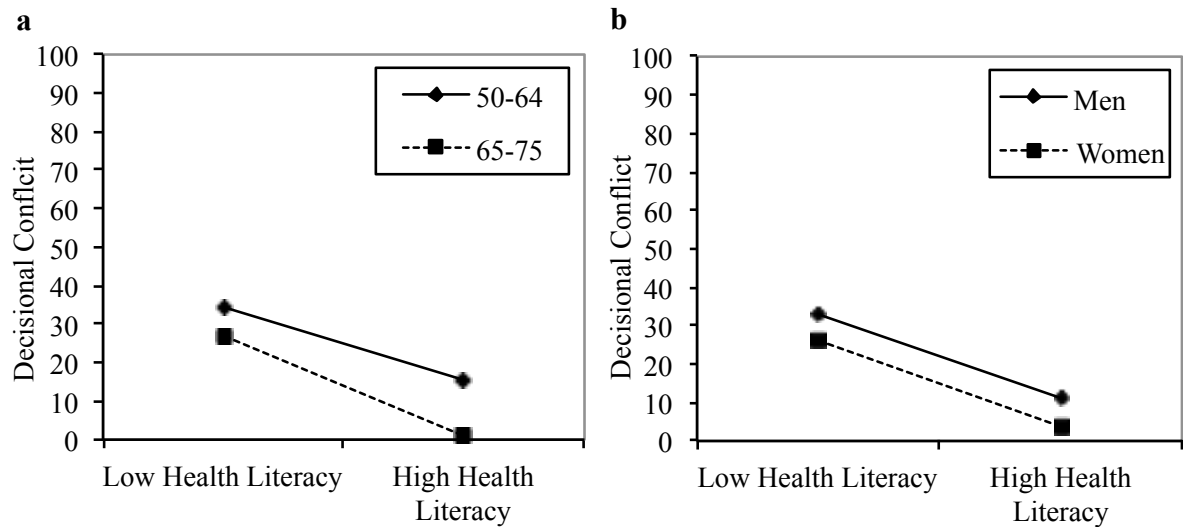 a
100
90
80
70
60
50
40
30
20
10
0
Decisional Conflcit
50-64
65-75
Low Health Literacy
High Health
Literacy
b
100
90
80
70
60
50
40
30
20
10
0
Decisional Conflict
Men
Women
Low Health Literacy
High Health
Literacy